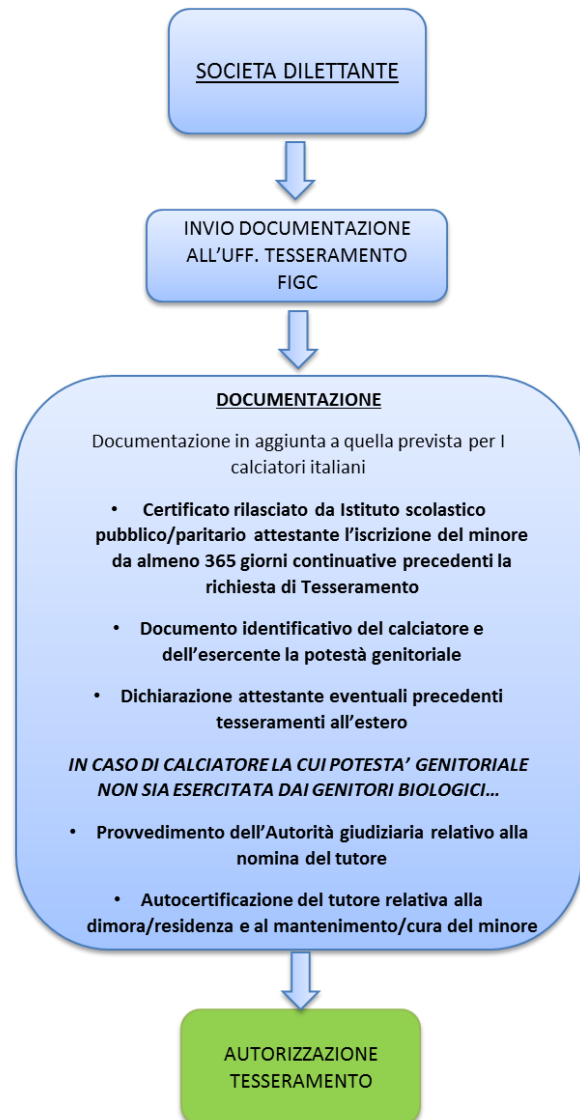 SOCIETA DILETTANTE
INVIO DOCUMENTAZIONE
ALL'UFF. TESSERAMENTO
FIGC
DOCUMENTAZIONE
Documentazione in aggiunta a quella prevista per I
calciatori italiani
• Certificato rilasciato da Istituto scolastico
pubblico/paritario attestante l'iscrizione del minore
da almeno 365 giorni continuative precedenti la
richiesta di Tesseramento
• Documento identificativo del calciatore e
dell'esercente la potestà genitoriale
• Dichiarazione attestante eventuali precedenti
tesseramenti all'estero
IN CASO DI CALCIATORE LA CUI POTESTA' GENITORIALE
NON SIA ESERCITATA DAI GENITORI BIOLOGICI…
• Provvedimento dell'Autorità giudiziaria relativo alla
nomina del tutore
• Autocertificazione del tutore relativa alla
dimora/residenza e al mantenimento/cura del minore
AUTORIZZAZIONE
TESSERAMENTO